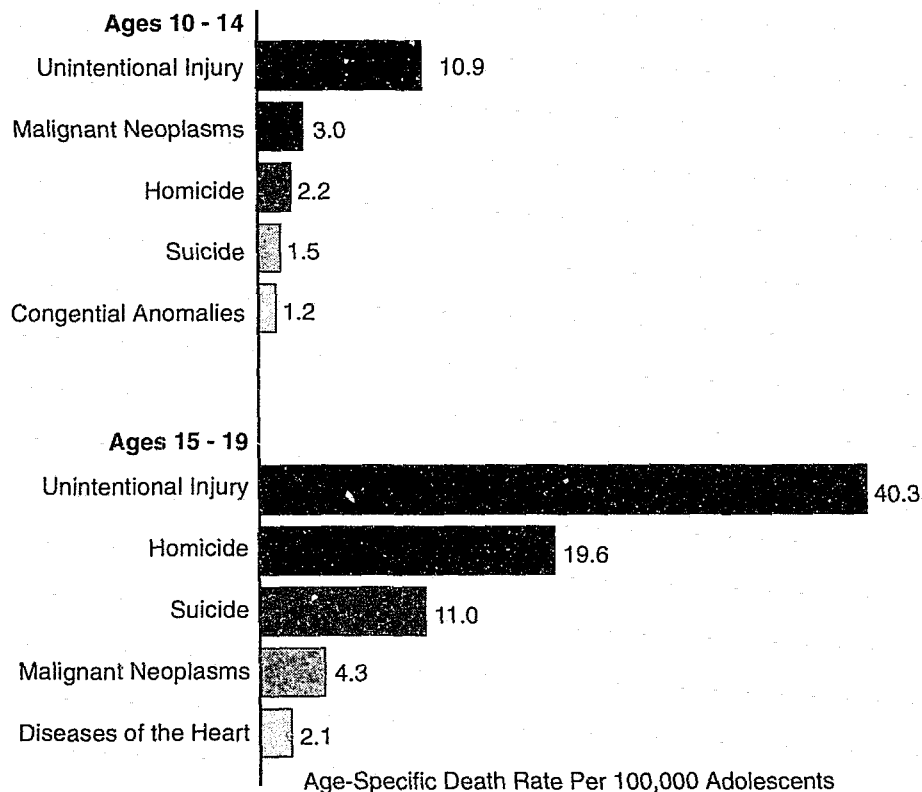 Ages 10 - 14
Unintentional Injury 10.9
Malignant Neoplasms 3.0
Homicide 2.2
Suicide 1.5
Congential Anomalies 1.2
Ages 15 - 19
Unintentional Injury 40.3
Homicide 19.6
Suicide 11.0
Malignant Neoplasms 4.3
Diseases of the Heart 2.1
Age-Specific Death Rate Per 100,000 Adolescents